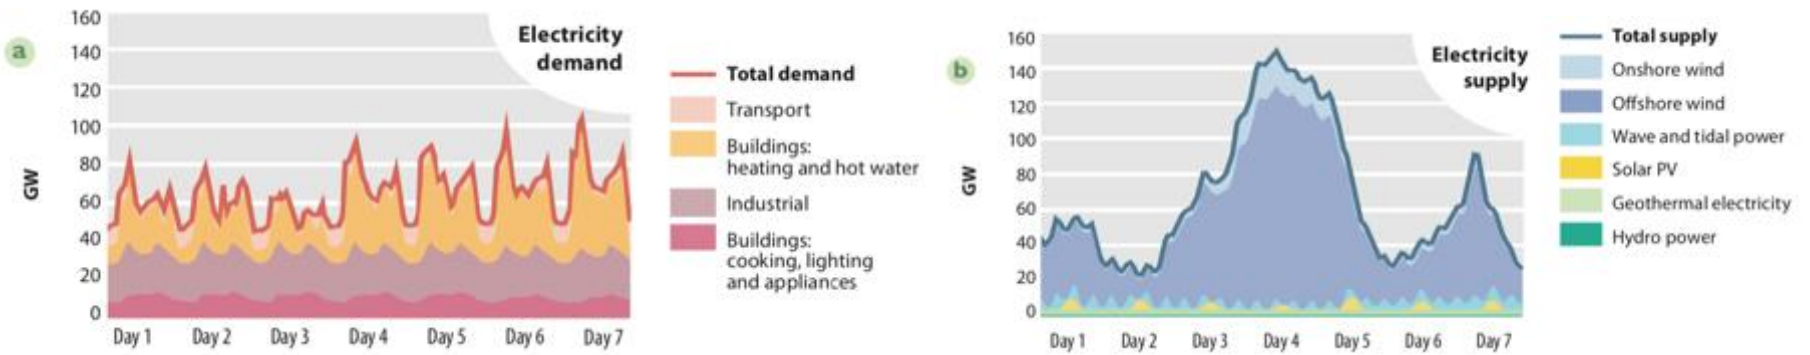 a
Electricity
demand
GW
160
140
120
100
80
60
40
20
0
Day 1
Day 2
Day 3
Day 4
Day 5
Day 6
Day 7
Total demand
Transport
Buildings:
heating and hot water
Industrial
Buildings:
cooking, lighting
and appliances
b
Electricity
supply
GW
160
140
120
100
80
60
40
20
0
Day 1
Day 2
Day 3
Day 4
Day 5
Day 6
Day 7
Total supply
Onshore wind
Offshore wind
Wave and tidal power
Solar PV
Geothermal electricity
Hydro power